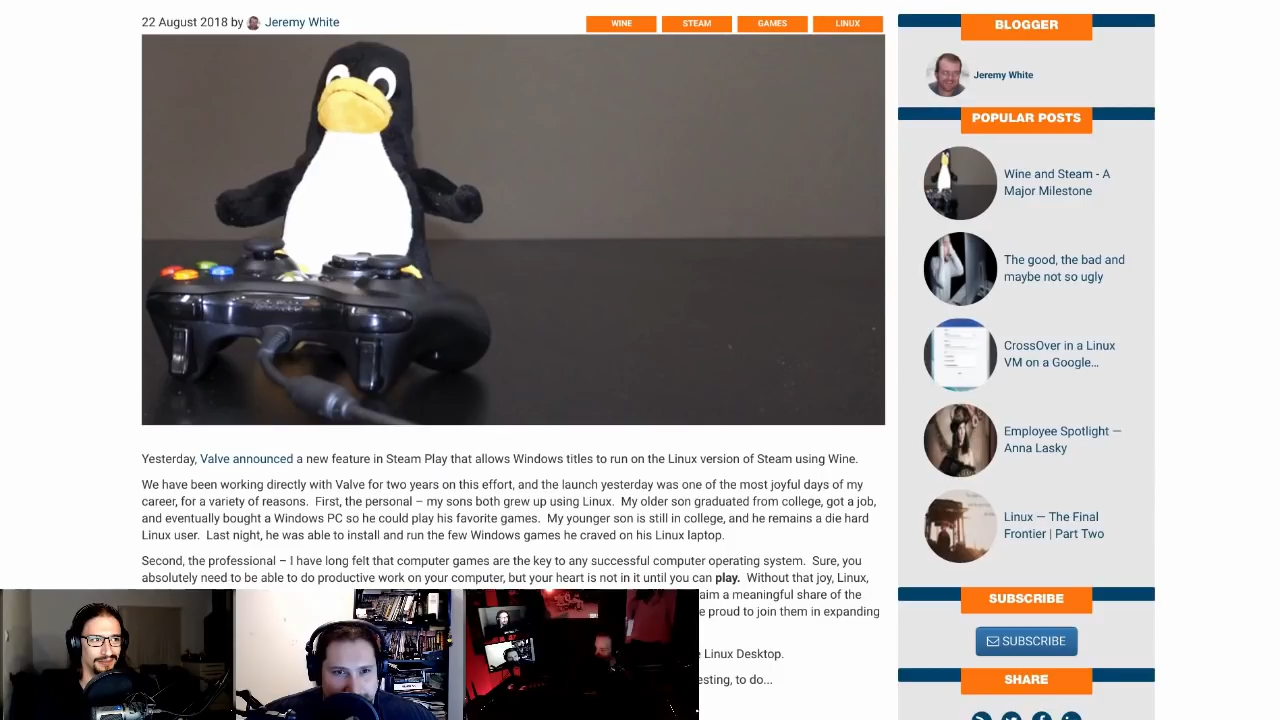 22 August 2018 by Jeremy White
WINE
STEAM
GAMES
LINUX
Yesterday, Valve announced a new feature in Steam Play that allows Windows titles to run on the Linux version of Steam using Wine.
We have been working directly with Valve for two years on this effort, and the launch yesterday was one of the most joyful days of my
career, for a variety of reasons. First, the personal – my sons both grew up using Linux. My older son graduated from college, got a job,
and eventually bought a Windows PC so he could play his favorite games. My younger son is still in college, and he remains a die hard
Linux user. Last night, he was able to install and run the few Windows games he craved on his Linux laptop.
Second, the professional – I have long felt that computer games are the key to any successful computer operating system. Sure, you
absolutely need to be able to do productive work on your computer, but your heart is not in it until you can play. Without that joy, Linux,
aim a meaningful share of the
e proud to join them in expanding
Linux Desktop.
esting, to do...
BLOGGER
Jeremy White
POPULAR POSTS
Wine and Steam - A
Major Milestone
The good, the bad and
maybe not so ugly
CrossOver in a Linux
VM on a Google...
Employee Spotlight —
Anna Lasky
Linux — The Final
Frontier | Part Two
SUBSCRIBE
SUBSCRIBE
SHARE